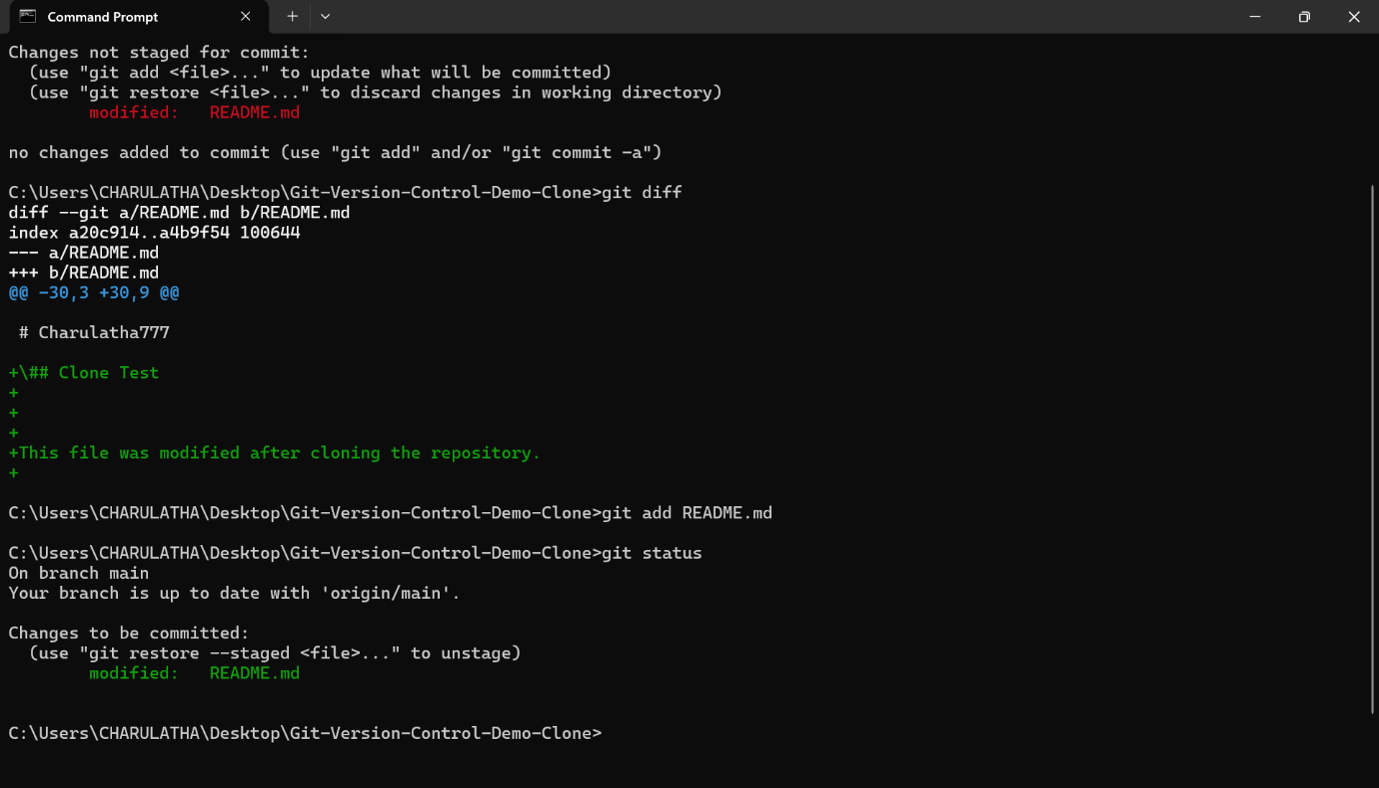 Command Prompt
Changes not staged for commit:
  (use "git add <file>..." to update what will be committed)
  (use "git restore <file>..." to discard changes in working directory)
        modified:   README.md
no changes added to commit (use "git add" and/or "git commit -a")
C:\Users\CHARULATHA\Desktop\Git-Version-Control-Demo-Clone>git diff
diff --git a/README.md b/README.md
index a20c914..a4b9f54 100644
--- a/README.md
+++ b/README.md
@@ -30,3 +30,9 @@
 # Charulatha777
+\## Clone Test
+
+
+
+This file was modified after cloning the repository.
+
C:\Users\CHARULATHA\Desktop\Git-Version-Control-Demo-Clone>git add README.md
C:\Users\CHARULATHA\Desktop\Git-Version-Control-Demo-Clone>git status
On branch main
Your branch is up to date with 'origin/main'.
Changes to be committed:
  (use "git restore --staged <file>..." to unstage)
        modified:   README.md
C:\Users\CHARULATHA\Desktop\Git-Version-Control-Demo-Clone>